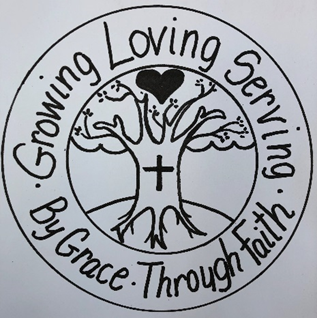 · Growing Loving Serving ·
By Grace · Through Faith